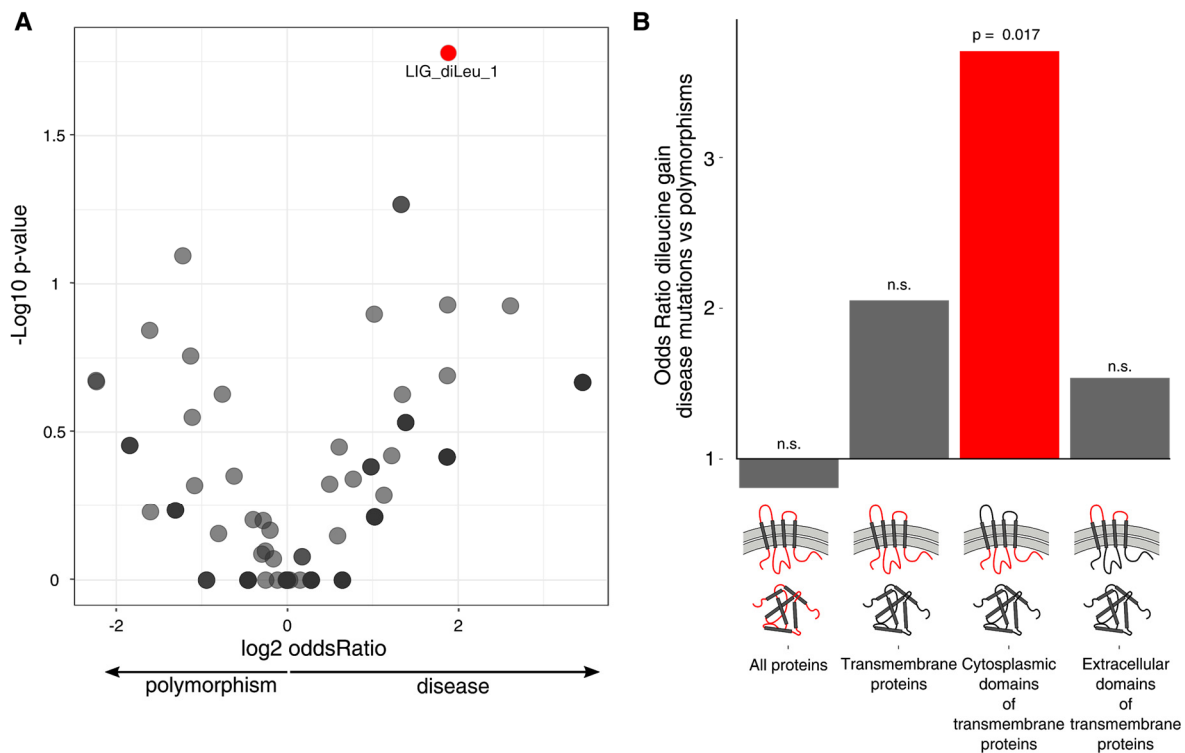 A
-Log10 p-value
1.5
1
0.5
0
LIG_diLeu_1
-2
0
2
log2 oddsRatio
polymorphism
disease
B
Odds Ratio dileucine gain
disease mutations vs polymorphisms
3
2
1
n.s.
n.s.
p = 0.017
n.s.
All proteins
Transmembrane
proteins
Cytosplasmic
domains
of
transmembrane
proteins
Extracellular
domains
of
transmembrane
proteins